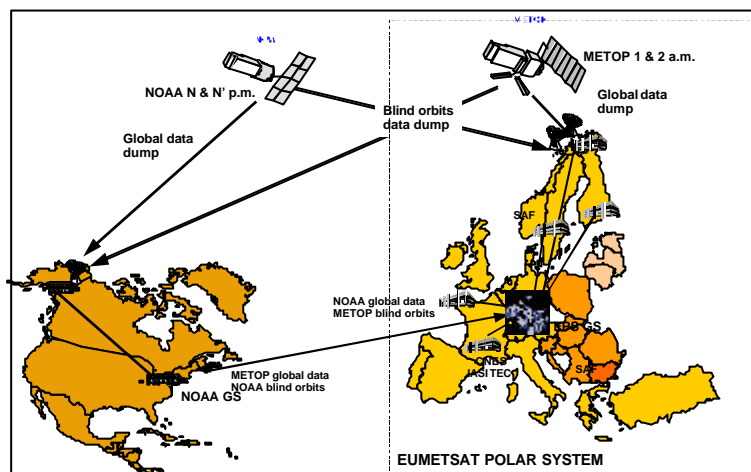 METOP 1 & 2 a.m.
NOAA N & N' p.m.
Blind orbits
data dump
Global data
dump
Global data
dump
SAF
NOAA global data
METOP blind orbits
EPS GS
CNES
IASI TEC
SAF
METOP global data
NOAA blind orbits
NOAA GS
EUMETSAT POLAR SYSTEM